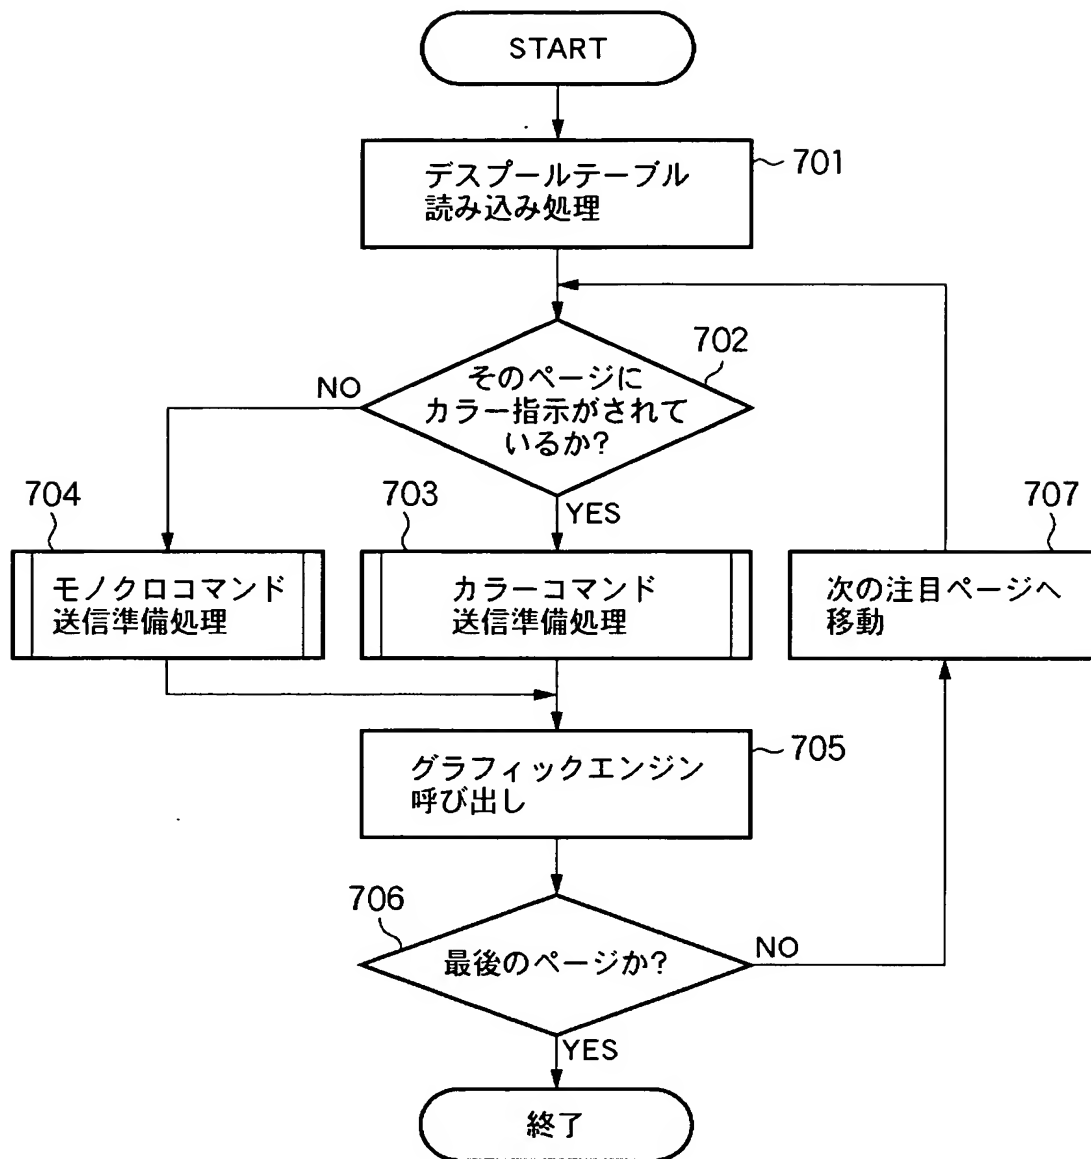 START
デスプールテーブル
読み込み処理
701
702
そのページに
カラー指示がされて
いるか?
NO
YES
704
モノクロコマンド
送信準備処理
703
カラーコマンド
送信準備処理
707
次の注目ページへ
移動
グラフィックエンジン
呼び出し
705
706
最後のページか?
NO
YES
終了